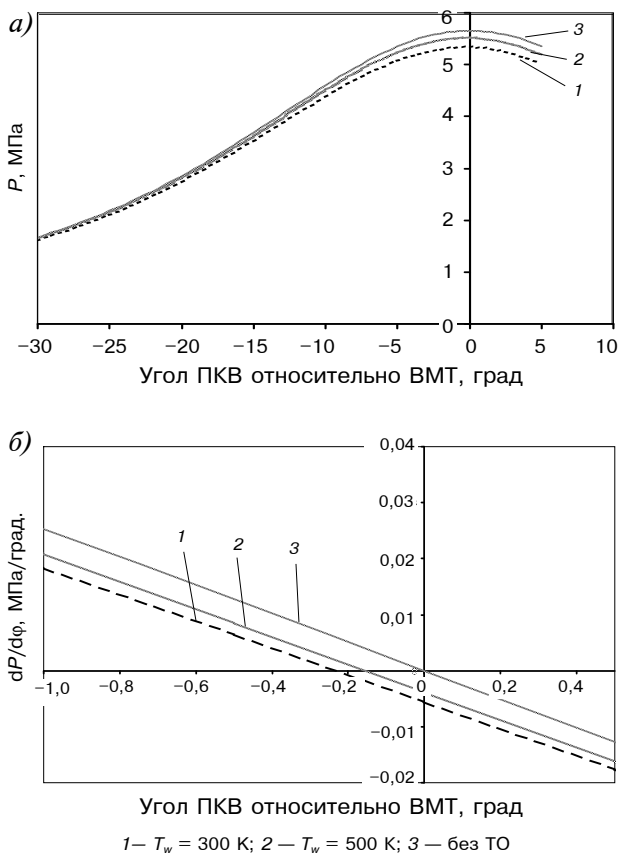 а)
P, МПа
6
5
4
3
2
1
0
3
2
1
−30 −25 −20 −15 −10 −5 0 5 10
Угол ПКВ относительно ВМТ, град
б)
dP/dφ, МПа/град.
0,04
0,03
0,02
0,01
−0,01
−0,02
1 2 3
−1,0 −0,8 −0,6 −0,4 −0,2 0 0,2 0,4
Угол ПКВ относительно ВМТ, град
1— Tw = 300 К; 2 — Tw = 500 К; 3 — без ТО